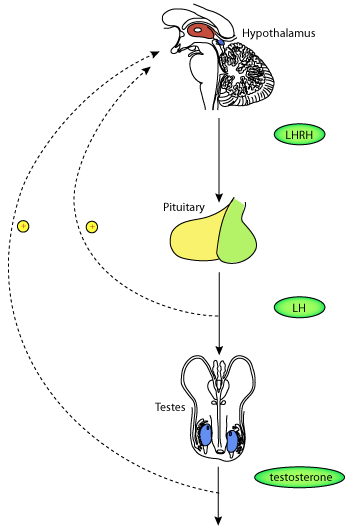 Hypothalamus
LHRH
Pituitary
+
+
LH
Testes
testosterone